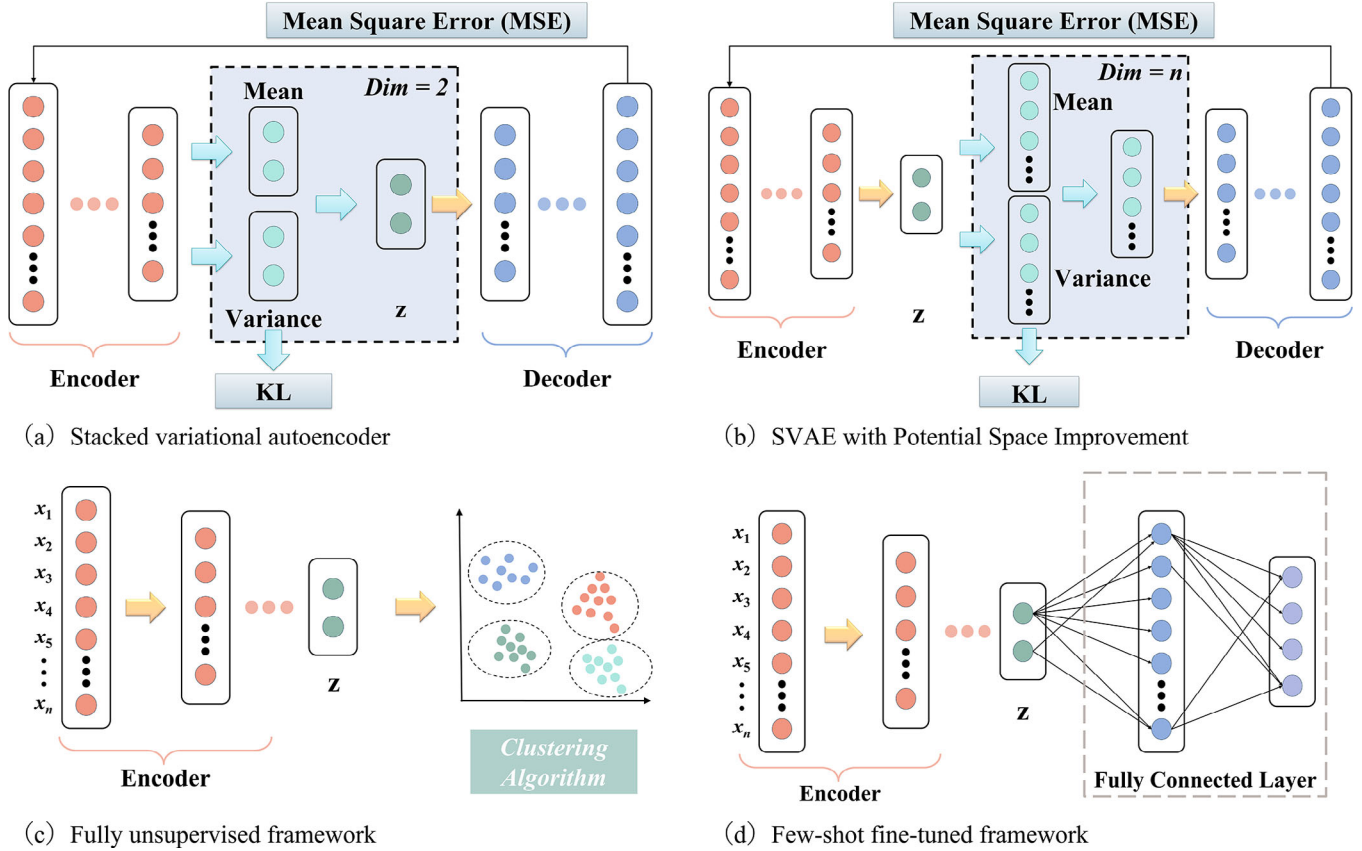 Mean Square Error (MSE)
Dim = 2
Mean
Variance
z
Encoder
Decoder
KL
(a) Stacked variational autoencoder
Mean Square Error (MSE)
Dim = n
Mean
Variance
z
Encoder
Decoder
KL
(b) SVAE with Potential Space Improvement
x1
x2
x3
x4
x5
xn
z
Encoder
Clustering
Algorithm
(c) Fully unsupervised framework
x1
x2
x3
x4
x5
xn
z
Encoder
Fully Connected Layer
(d) Few-shot fine-tuned framework